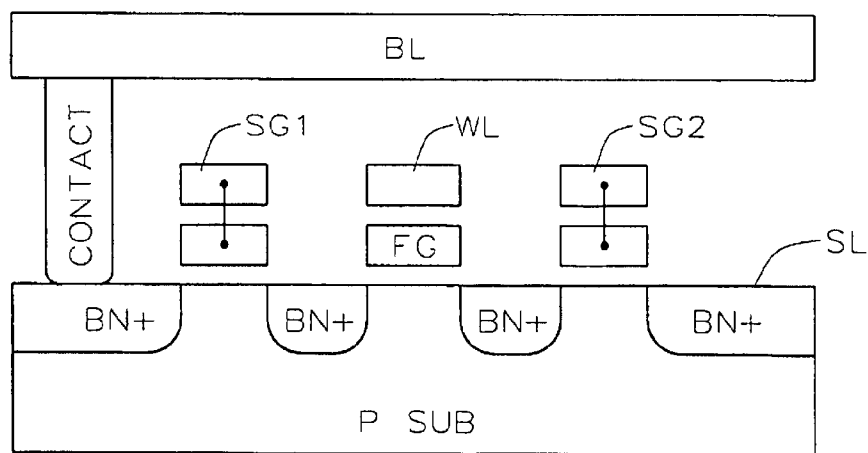 BL
SG1
WL
SG2
CONTACT
FG
SL
BN+
BN+
BN+
BN+
P SUB